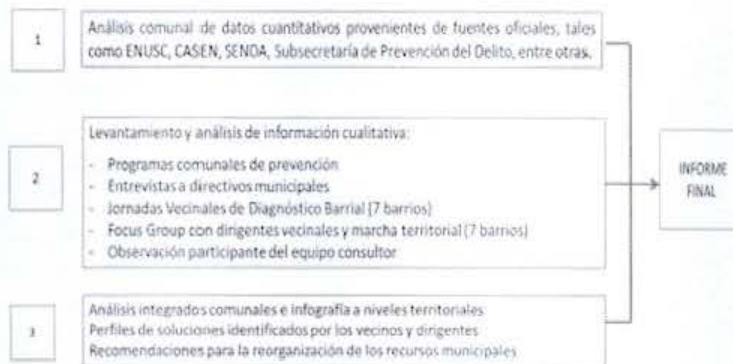 1
Análisis comunal de datos cuantitativos provenientes de fuentes oficiales, tales
como ENUSC, CASEN, SENDA, Subsecretaría de Prevención del Delito, entre otras.
2
Levantamiento y análisis de información cualitativa:
- Programas comunales de prevención
- Entrevistas a directivos municipales
- Jornadas Vecinales de Diagnóstico Barrial (7 barrios)
- Focus Group con dirigentes vecinales y marcha territorial (7 barrios)
- Observación participante del equipo consultor
INFORME
FINAL
3
Análisis integrados comunales e infografía a niveles territoriales
Perfiles de soluciones identificados por los vecinos y dirigentes
Recomendaciones para la reorganización de los recursos municipales